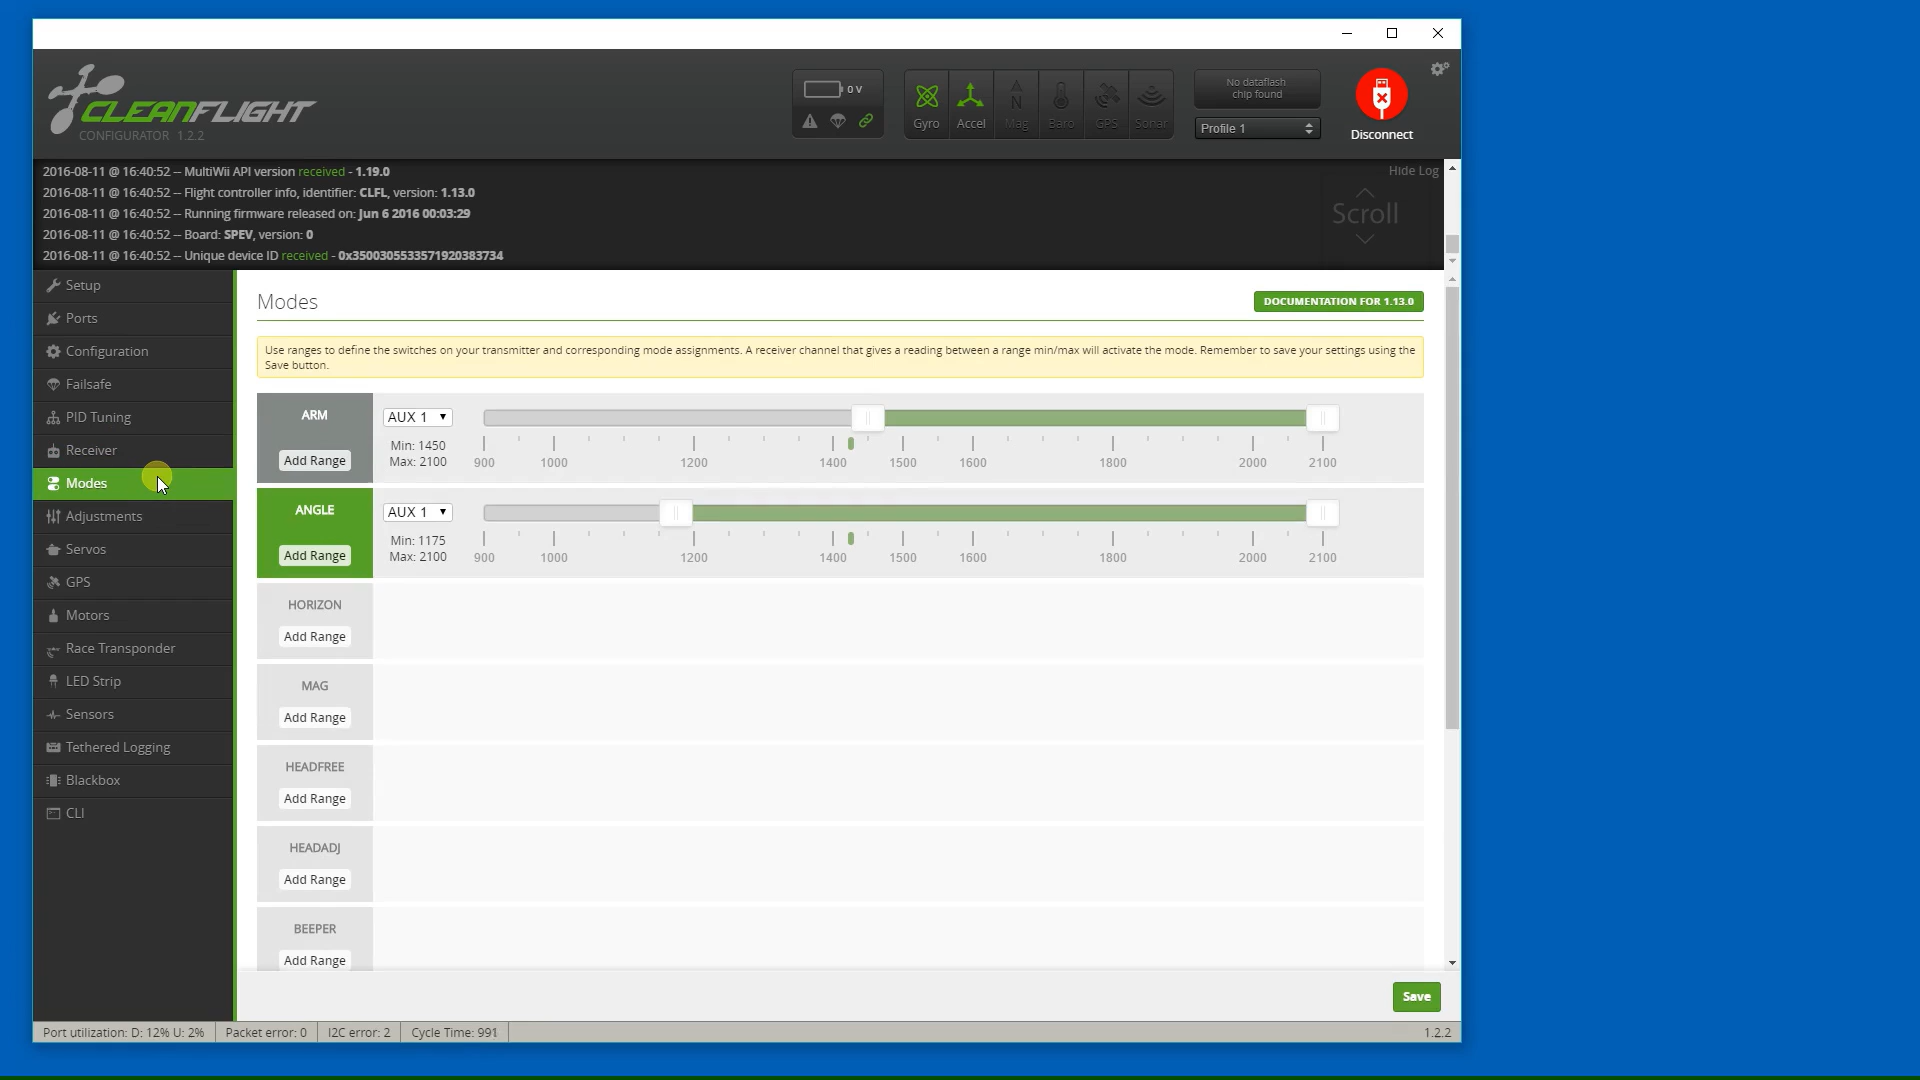 CLEANFLIGHT
CONFIGURATOR 1.2.2
0 V
Gyro
Accel
Mag
Baro
GPS
Sonar
No dataflash
chip found
Profile 1
Disconnect
2016-08-11 @ 16:40:52 -- MultiWii API version received - 1.19.0
2016-08-11 @ 16:40:52 -- Flight controller info, identifier: CLFL, version: 1.13.0
2016-08-11 @ 16:40:52 -- Running firmware released on: Jun 6 2016 00:03:29
2016-08-11 @ 16:40:52 -- Board: SPEV, version: 0
2016-08-11 @ 16:40:52 -- Unique device ID received - 0x3500305533571920383734
Hide Log
Scroll
Setup
Ports
Configuration
Failsafe
PID Tuning
Receiver
Modes
Adjustments
Servos
GPS
Motors
Race Transponder
LED Strip
Sensors
Tethered Logging
Blackbox
CLI
Modes
DOCUMENTATION FOR 1.13.0
Use ranges to define the switches on your transmitter and corresponding mode assignments. A receiver channel that gives a reading between a range min/max will activate the mode. Remember to save your settings using the
Save button.
ARM
Add Range
AUX 1
Min: 1450
Max: 2100
900 1000 1200 1400 1500 1600 1800 2000 2100
ANGLE
Add Range
AUX 1
Min: 1175
Max: 2100
900 1000 1200 1400 1500 1600 1800 2000 2100
HORIZON
Add Range
MAG
Add Range
HEADFREE
Add Range
HEADADJ
Add Range
BEEPER
Add Range
Save
Port utilization: D: 12% U: 2% Packet error: 0 I2C error: 2 Cycle Time: 991 1.2.2